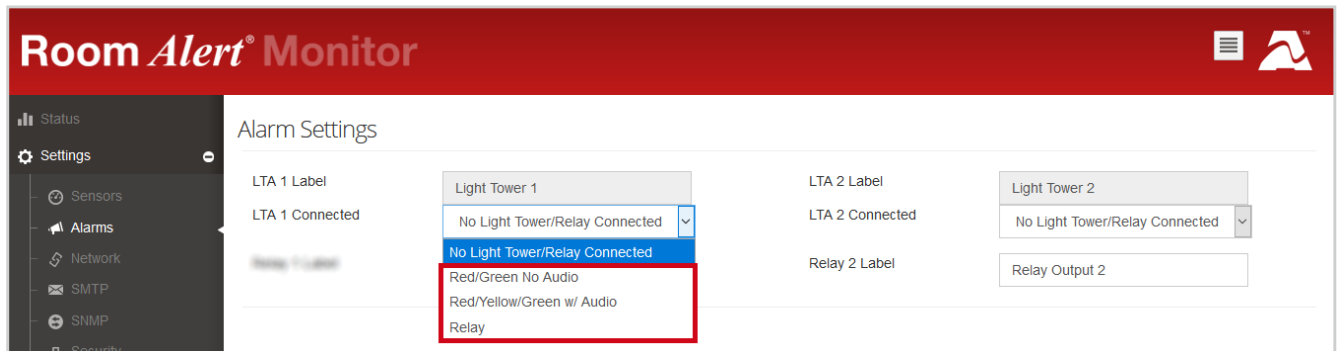 Room Alert® Monitor
TM
Status
Settings
Sensors
Alarms
Network
SMTP
SNMP
Security
Alarm Settings
LTA 1 Label
Light Tower 1
LTA 1 Connected
No Light Tower/Relay Connected
No Light Tower/Relay Connected
Red/Green No Audio
Red/Yellow/Green w/ Audio
Relay
LTA 2 Label
Light Tower 2
LTA 2 Connected
No Light Tower/Relay Connected
Relay 2 Label
Relay Output 2